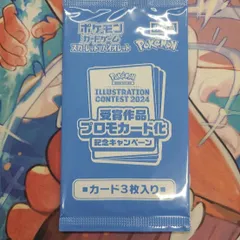 ポケモン
カードゲーム
スカーレット&バイオレット
Pokémon
Pokémon
ILLUSTRATION
CONTEST 2024
受賞作品
プロモカード化
記念キャンペーン
■カード3枚入り■